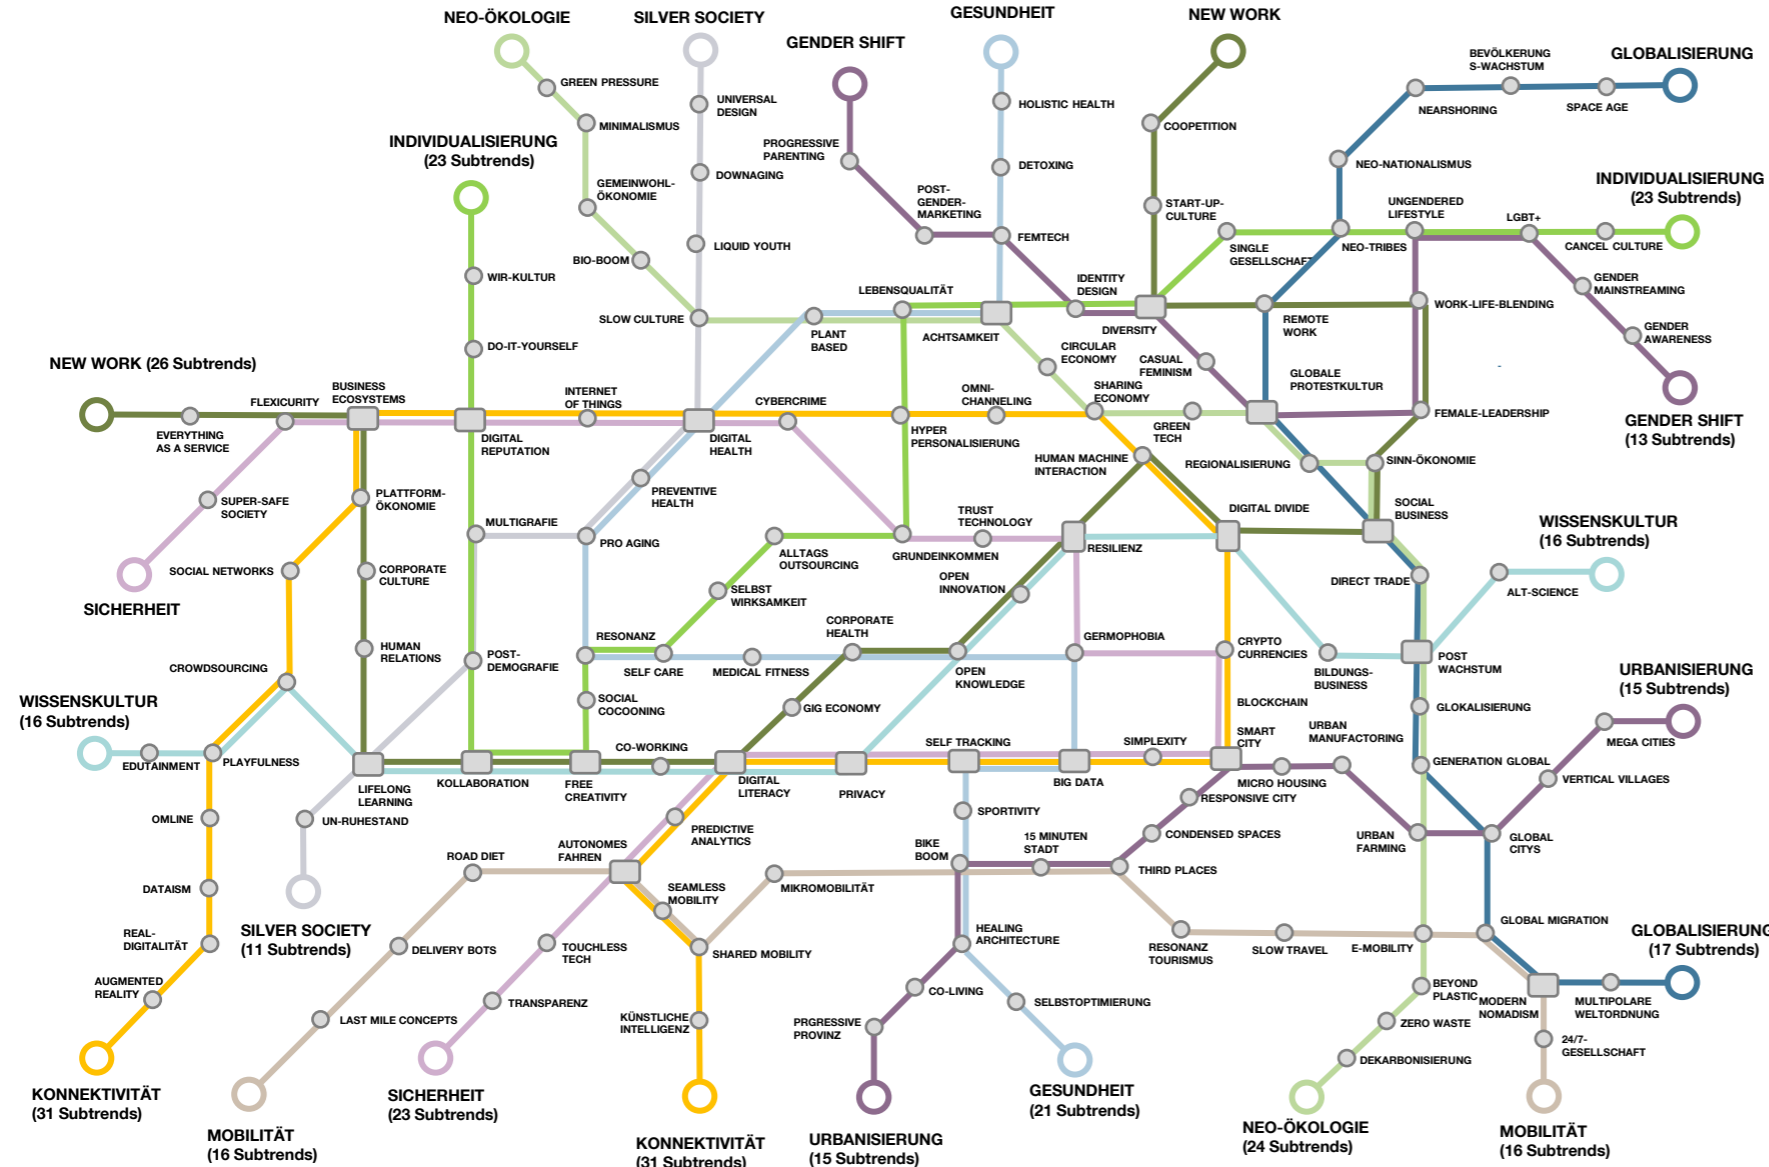 NEO-ÖKOLOGIE
SILVER SOCIETY
GENDER SHIFT
GESUNDHEIT
NEW WORK
GLOBALISIERUNG
BEVÖLKERUNG
S-WACHSTUM
GREEN PRESSURE
UNIVERSAL
DESIGN
HOLISTIC HEALTH
NEARSHORING
SPACE AGE
MINIMALISMUS
COOPETITION
INDIVIDUALISIERUNG
(23 Subtrends)
PROGRESSIVE
PARENTING
DETOXING
NEO-NATIONALISMUS
DOWNAGING
INDIVIDUALISIERUNG
(23 Subtrends)
GEMEINWOHL-
ÖKONOMIE
POST-
GENDER-
MARKETING
START-UP-
CULTURE
UNGENDERED
LIFESTYLE
LGBT+
LIQUID YOUTH
FEMTECH
SINGLE
GESELLSCHAFT
NEO-TRIBES
CANCEL CULTURE
BIO-BOOM
WIR-KULTUR
LEBENSQUALITÄT
IDENTITY
DESIGN
GENDER
MAINSTREAMING
SLOW CULTURE
PLANT
BASED
ACHTSAMKEIT
DIVERSITY
REMOTE
WORK
WORK-LIFE-BLENDING
GENDER
AWARENESS
DO-IT-YOURSELF
CIRCULAR
ECONOMY
CASUAL
FEMINISM
GLOBALE
PROTESTKULTUR
NEW WORK (26 Subtrends)
BUSINESS
ECOSYSTEMS
FLEXICURITY
INTERNET
OF THINGS
CYBERCRIME
OMNI-
CHANNELING
SHARING
ECONOMY
FEMALE-LEADERSHIP
GENDER SHIFT
(13 Subtrends)
EVERYTHING
AS A SERVICE
DIGITAL
REPUTATION
DIGITAL
HEALTH
HYPER
PERSONALISIERUNG
GREEN
TECH
HUMAN MACHINE
INTERACTION
REGIONALISIERUNG
SINN-ÖKONOMIE
SUPER-SAFE
SOCIETY
PLATTFORM-
ÖKONOMIE
PREVENTIVE
HEALTH
SOCIAL
BUSINESS
MULTIGRAFIE
PRO AGING
TRUST
TECHNOLOGY
DIGITAL DIVIDE
WISSENSKULTUR
(16 Subtrends)
ALLTAGS
OUTSOURCING
GRUNDEINKOMMEN
RESILIENZ
SOCIAL NETWORKS
CORPORATE
CULTURE
SELBST
WIRKSAMKEIT
OPEN
INNOVATION
DIRECT TRADE
ALT-SCIENCE
SICHERHEIT
CORPORATE
HEALTH
RESONANZ
GERMOPHOBIA
CRYPTO
CURRENCIES
HUMAN
RELATIONS
POST-
DEMOGRAFIE
SELF CARE
MEDICAL FITNESS
OPEN
KNOWLEDGE
BILDUNGS-
BUSINESS
POST
WACHSTUM
CROWDSOURCING
URBANISIERUNG
(15 Subtrends)
WISSENSKULTUR
(16 Subtrends)
SOCIAL
COCOONING
GIG ECONOMY
BLOCKCHAIN
GLOKALISIERUNG
CO-WORKING
SELF TRACKING
SIMPLEXITY
SMART
CITY
URBAN
MANUFACTORING
MEGA CITIES
EDUTAINMENT
PLAYFULNESS
LIFELONG
LEARNING
KOLLABORATION
FREE
CREATIVITY
DIGITAL
LITERACY
PRIVACY
BIG DATA
MICRO HOUSING
GENERATION GLOBAL
VERTICAL VILLAGES
OMLINE
UN-RUHESTAND
PREDICTIVE
ANALYTICS
SPORTIVITY
RESPONSIVE CITY
15 MINUTEN
STADT
CONDENSED SPACES
URBAN
FARMING
GLOBAL
CITYS
ROAD DIET
AUTONOMES
FAHREN
BIKE
BOOM
DATAISM
SEAMLESS
MOBILITY
MIKROMOBILITÄT
THIRD PLACES
REAL-
DIGITALITÄT
SILVER SOCIETY
(11 Subtrends)
DELIVERY BOTS
TOUCHLESS
TECH
SHARED MOBILITY
HEALING
ARCHITECTURE
RESONANZ
TOURISMUS
SLOW TRAVEL
E-MOBILITY
GLOBAL MIGRATION
GLOBALISIERUNG
(17 Subtrends)
AUGMENTED
REALITY
LAST MILE CONCEPTS
TRANSPARENZ
KÜNSTLICHE
INTELLIGENZ
CO-LIVING
SELBSTOPTIMIERUNG
BEYOND
PLASTIC
MODERN
NOMADISM
MULTIPOLARE
WELTORDNUNG
PRGRESSIVE
PROVINZ
ZERO WASTE
24/7-
GESELLSCHAFT
DEKARBONISIERUNG
KONNEKTIVITÄT
(31 Subtrends)
SICHERHEIT
(23 Subtrends)
GESUNDHEIT
(21 Subtrends)
MOBILITÄT
(16 Subtrends)
KONNEKTIVITÄT
(31 Subtrends)
URBANISIERUNG
(15 Subtrends)
NEO-ÖKOLOGIE
(24 Subtrends)
MOBILITÄT
(16 Subtrends)